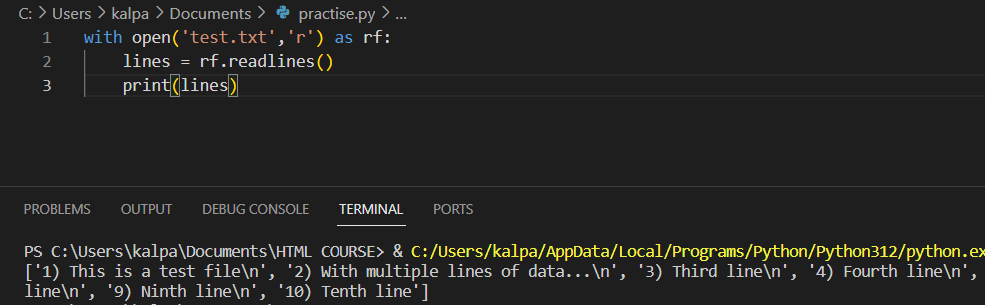 C: > Users > kalpa > Documents > practise.py > ...
1 with open('test.txt','r') as rf:
2     lines = rf.readlines()
3     print(lines)
PROBLEMS OUTPUT DEBUG CONSOLE TERMINAL PORTS
PS C:\Users\kalpa\Documents\HTML COURSE> & C:/Users/kalpa/AppData/Local/Programs/Python/Python312/python.ex
['1) This is a test file\n', '2) With multiple lines of data...\n', '3) Third line\n', '4) Fourth line\n',
line\n', '9) Ninth line\n', '10) Tenth line']